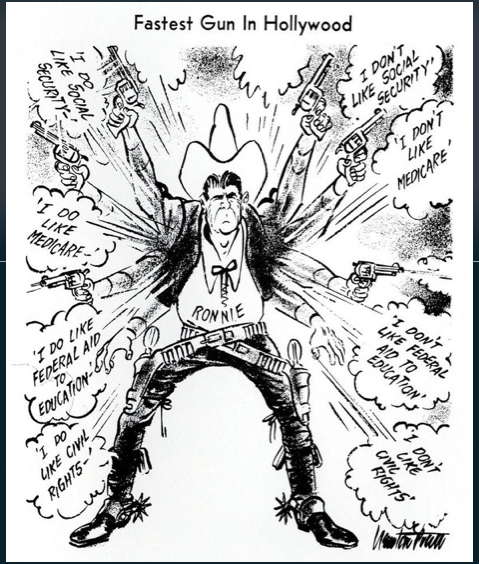 Fastest Gun In Hollywood
'I DO
LIKE SOCIAL
SECURITY-'
I DON'T
LIKE SOCIAL
SECURITY'
'I DON'T
LIKE
MEDICARE'
'I DO
LIKE
MEDICARE-'
RONNIE
'I DO LIKE
FEDERAL AID
TO
EDUCATION-'
'I DON'T
LIKE FEDERAL
AID TO
EDUCATION'
'I DO
LIKE CIVIL
RIGHTS-'
'I DON'T
LIKE
CIVIL
RIGHTS'